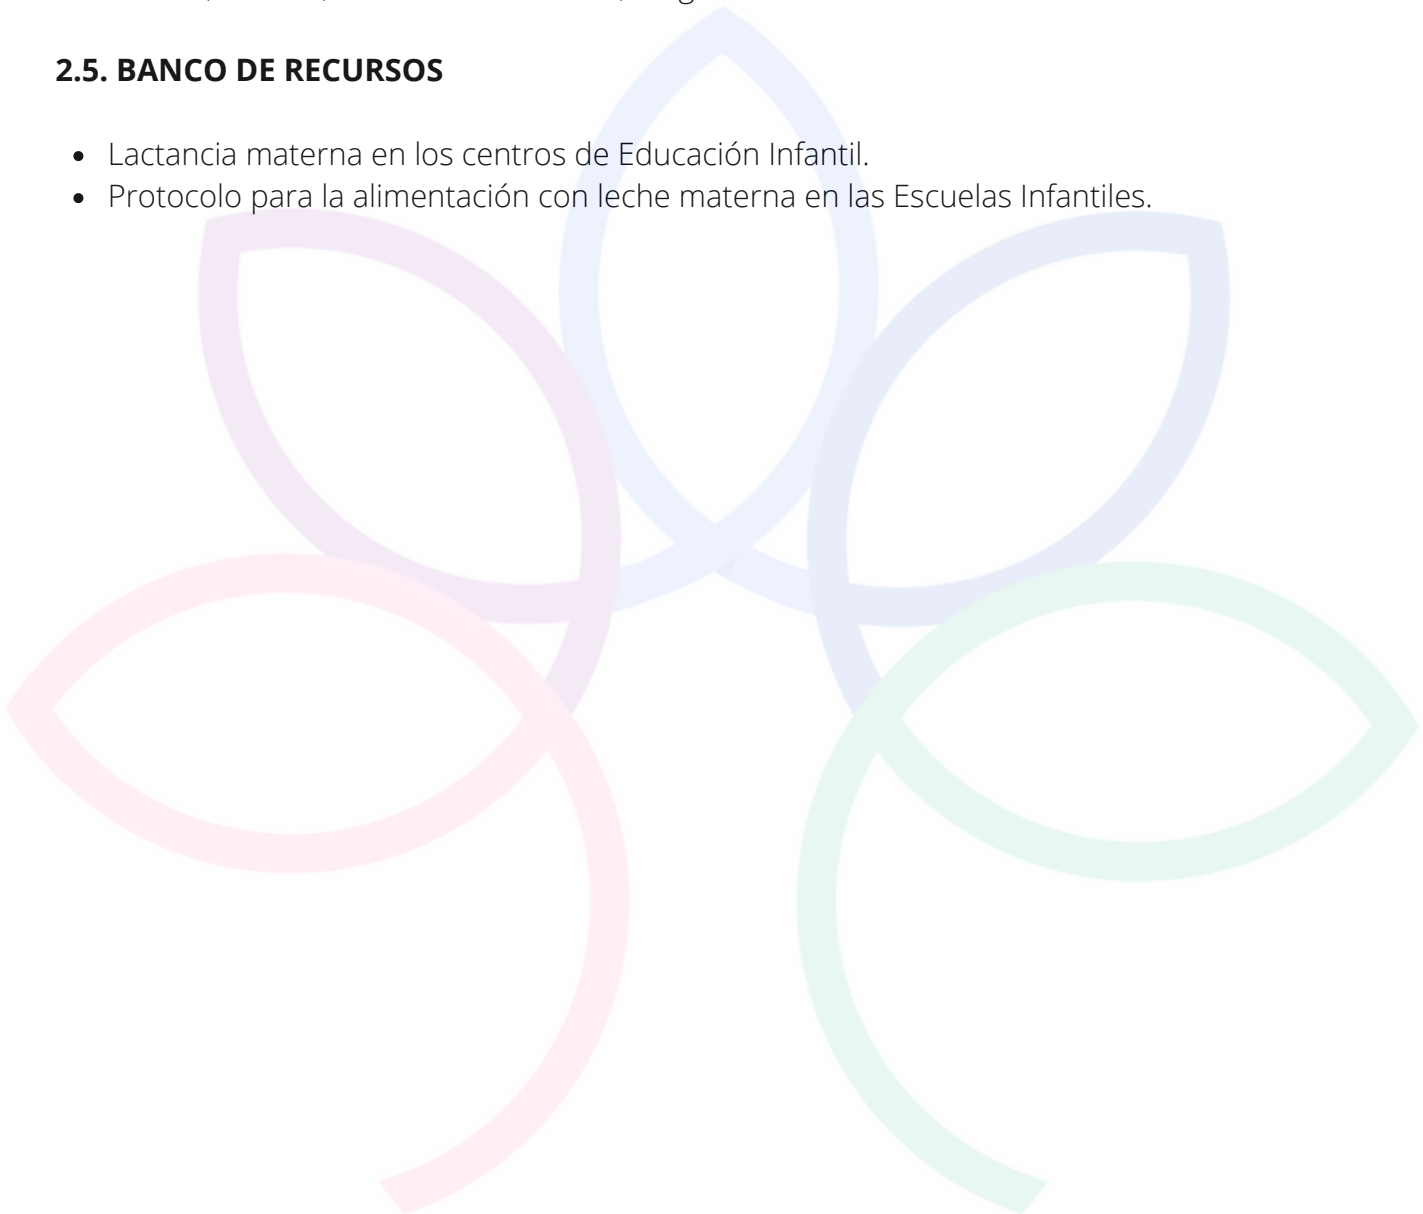 2.5. BANCO DE RECURSOS
• Lactancia materna en los centros de Educación Infantil.
• Protocolo para la alimentación con leche materna en las Escuelas Infantiles.